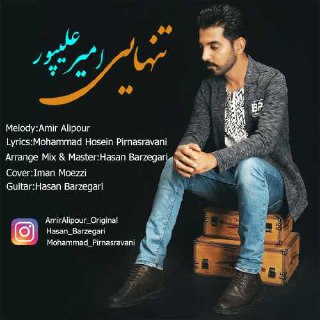 تنهایی
امیر علیپور
Melody:Amir Alipour
Lyrics:Mohammad Hosein Pirnasravani
Arrange Mix & Master:Hasan Barzegari
Cover:Iman Moezzi
Guitar:Hasan Barzegari
AmirAlipour_Original
Hasan_Barzegari
Mohammad_Pirnasravani